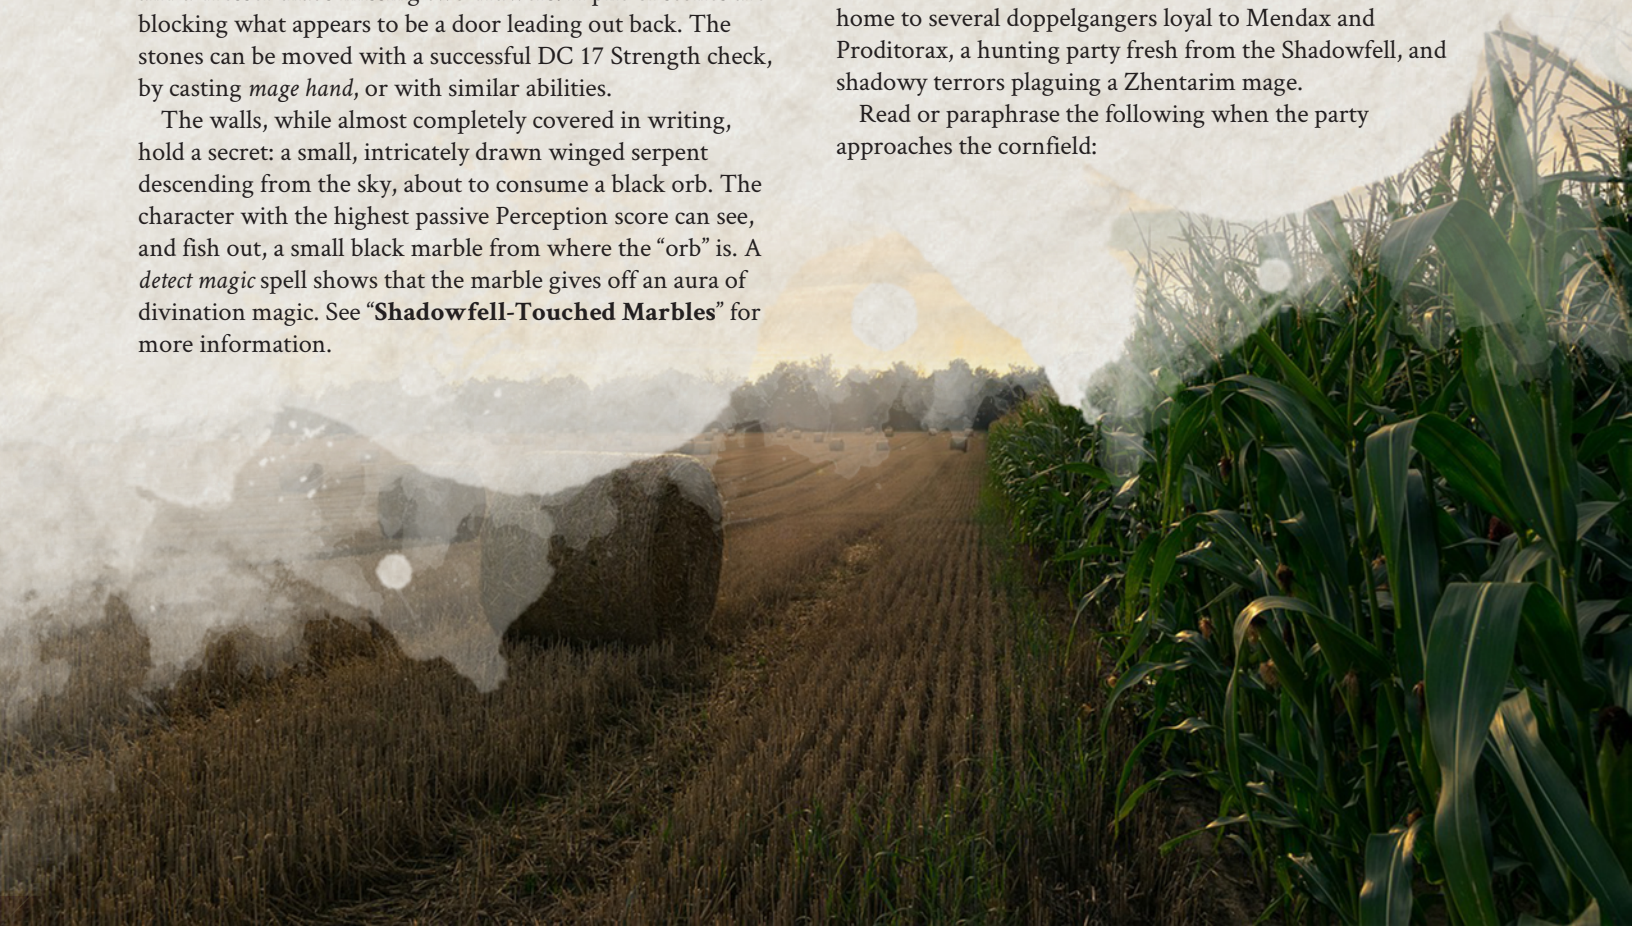 blocking what appears to be a door leading out back. The
stones can be moved with a successful DC 17 Strength check,
by casting mage hand, or with similar abilities.
The walls, while almost completely covered in writing,
hold a secret: a small, intricately drawn winged serpent
descending from the sky, about to consume a black orb. The
character with the highest passive Perception score can see,
and fish out, a small black marble from where the “orb” is. A
detect magic spell shows that the marble gives off an aura of
divination magic. See “Shadowfell-Touched Marbles” for
more information.
home to several doppelgangers loyal to Mendax and
Proditorax, a hunting party fresh from the Shadowfell, and
shadowy terrors plaguing a Zhentarim mage.
Read or paraphrase the following when the party
approaches the cornfield: